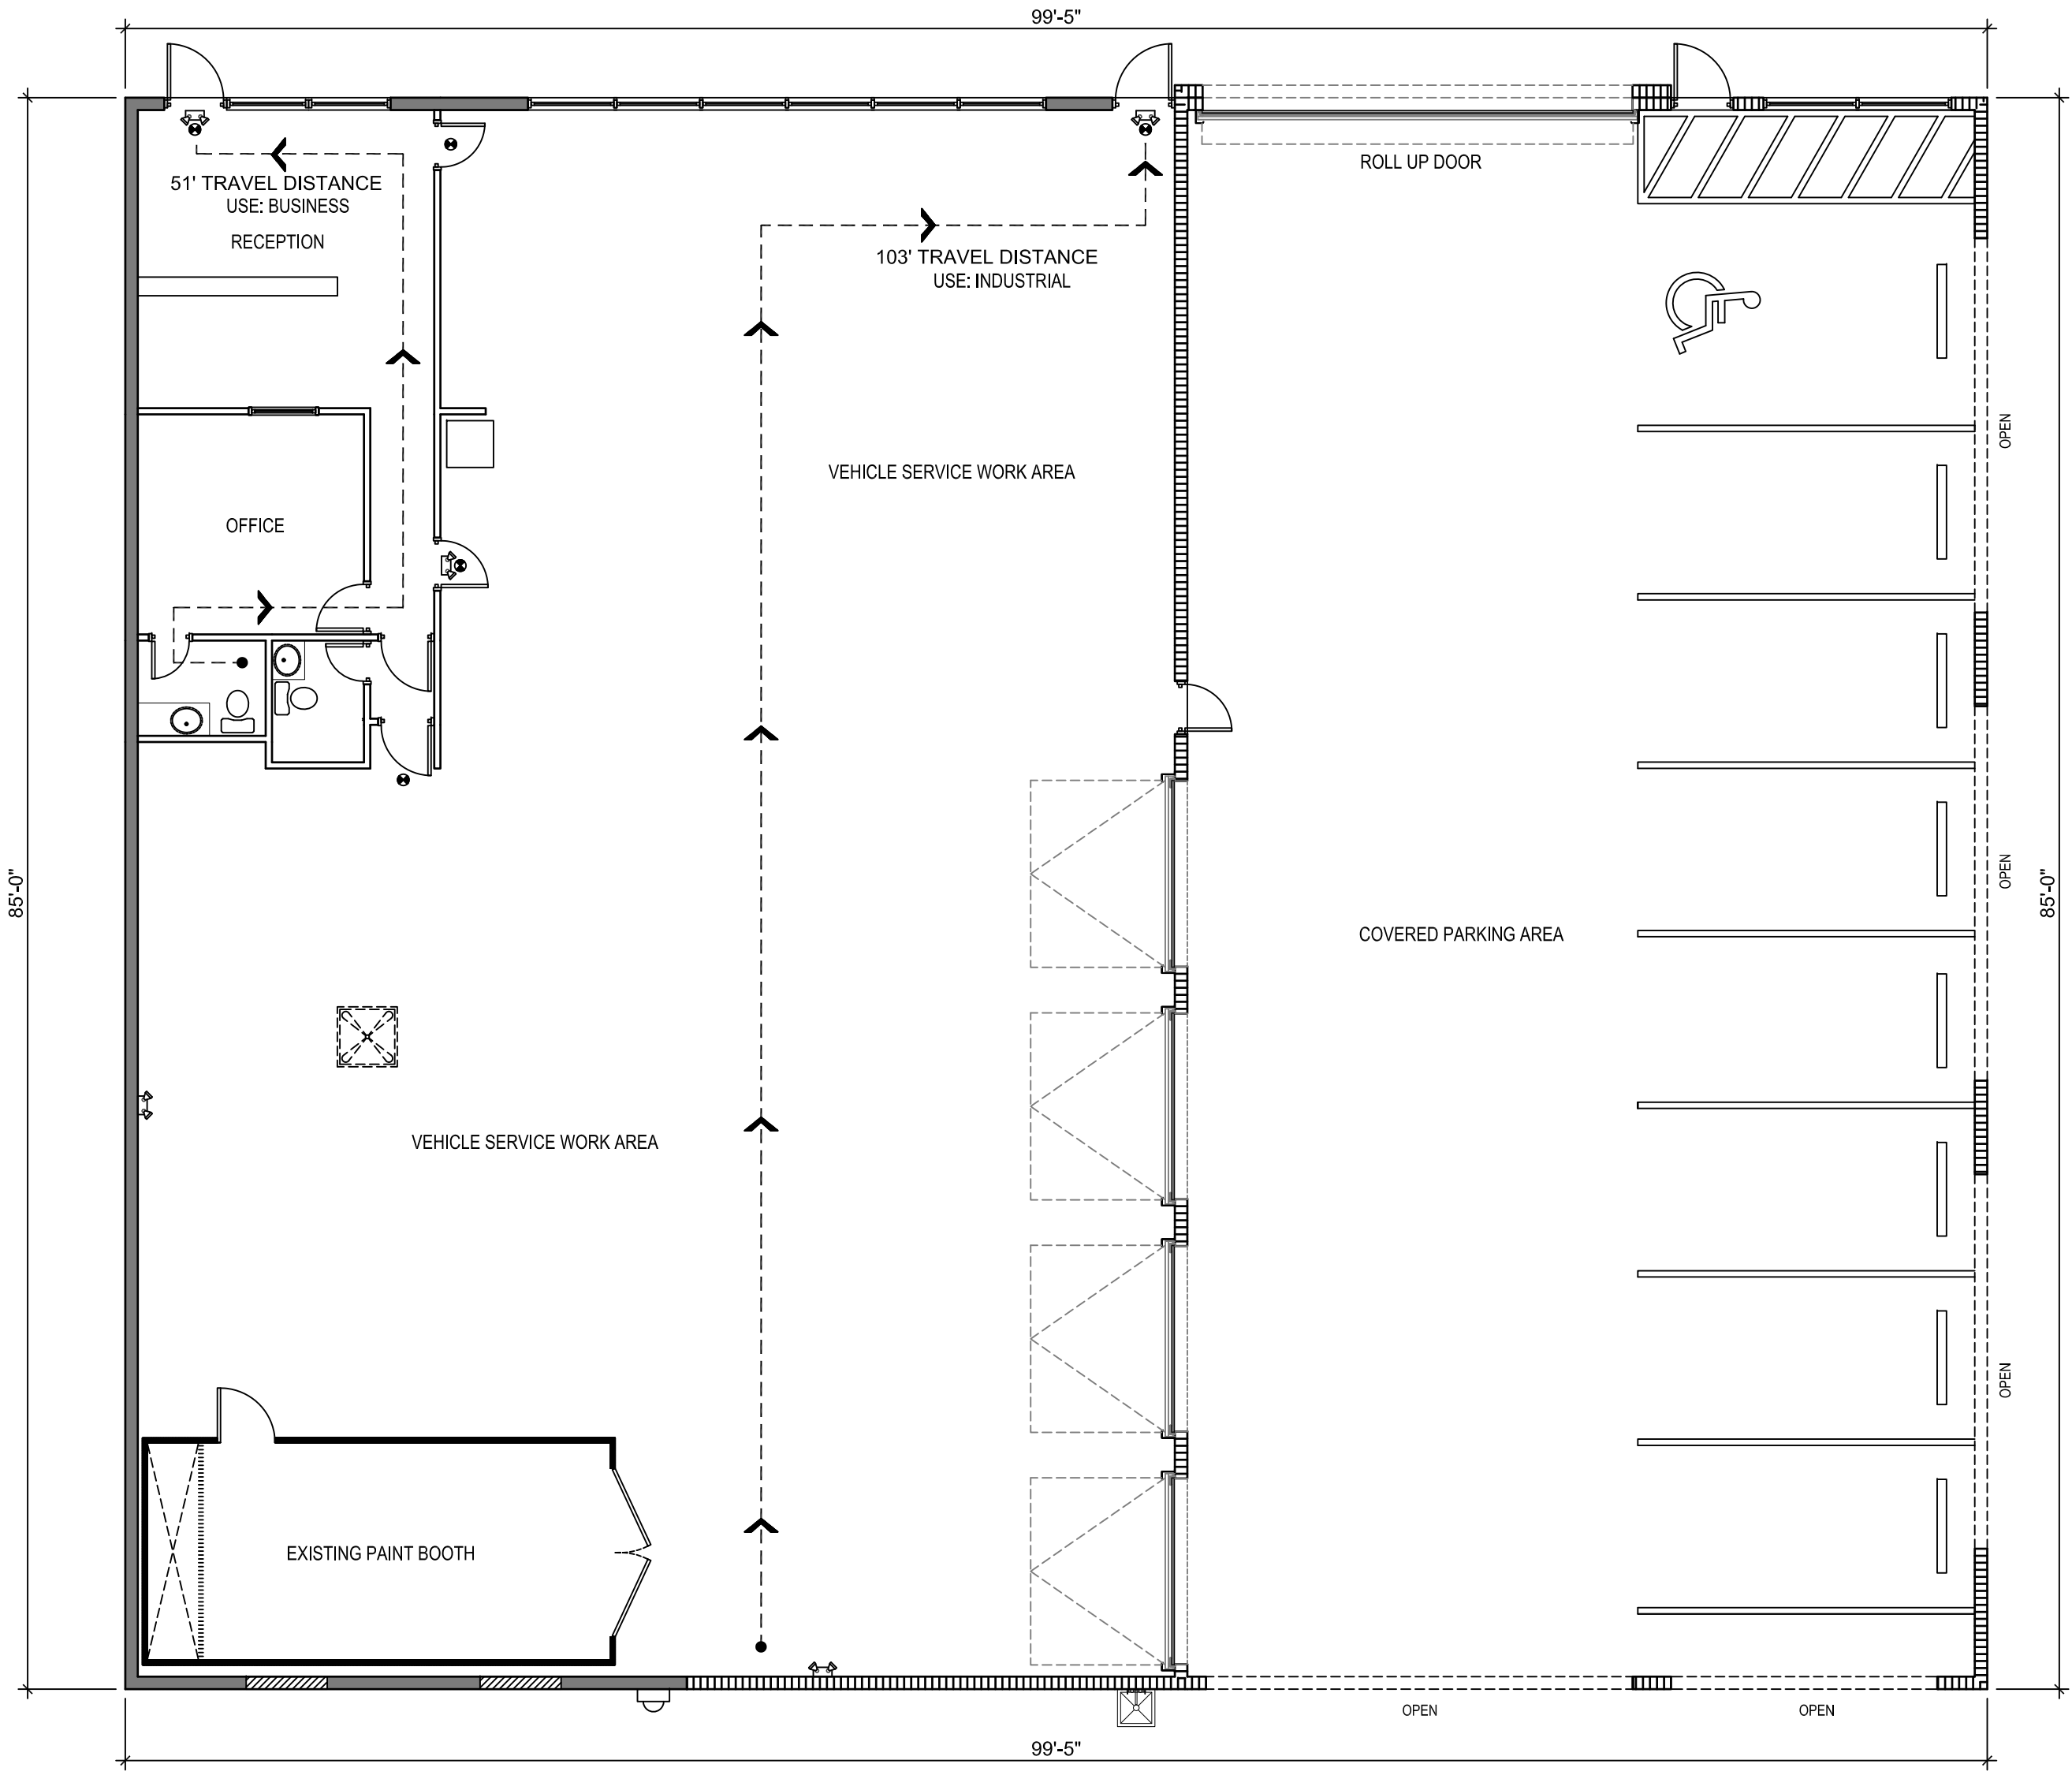 99'-5"
ROLL UP DOOR
51' TRAVEL DISTANCE
USE: BUSINESS
RECEPTION
103' TRAVEL DISTANCE
USE: INDUSTRIAL
OPEN
VEHICLE SERVICE WORK AREA
OFFICE
85'-0"
OPEN
85'-0"
COVERED PARKING AREA
VEHICLE SERVICE WORK AREA
OPEN
EXISTING PAINT BOOTH
OPEN
OPEN
99'-5"